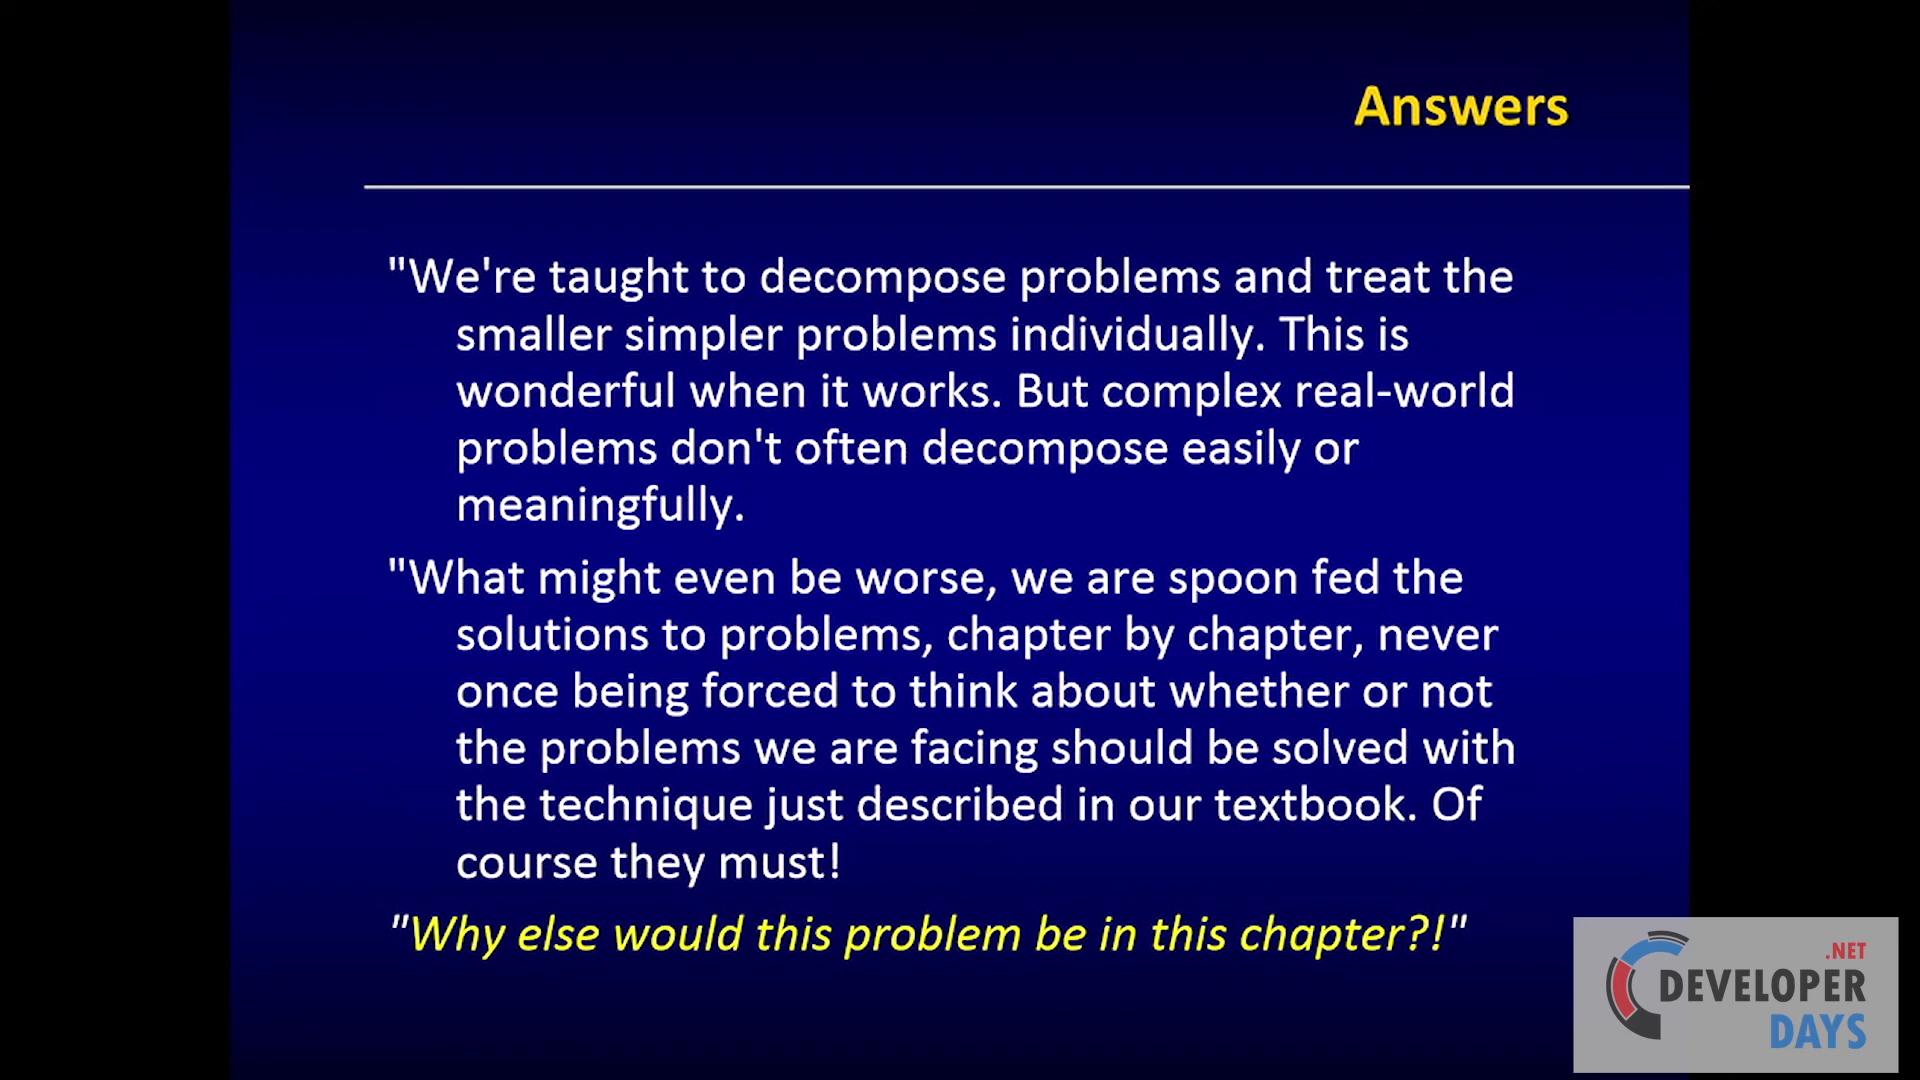 Answers
"We're taught to decompose problems and treat the
smaller simpler problems individually. This is
wonderful when it works. But complex real-world
problems don't often decompose easily or
meaningfully.
"What might even be worse, we are spoon fed the
solutions to problems, chapter by chapter, never
once being forced to think about whether or not
the problems we are facing should be solved with
the technique just described in our textbook. Of
course they must!
"Why else would this problem be in this chapter?!"
.NET
DEVELOPER
DAYS